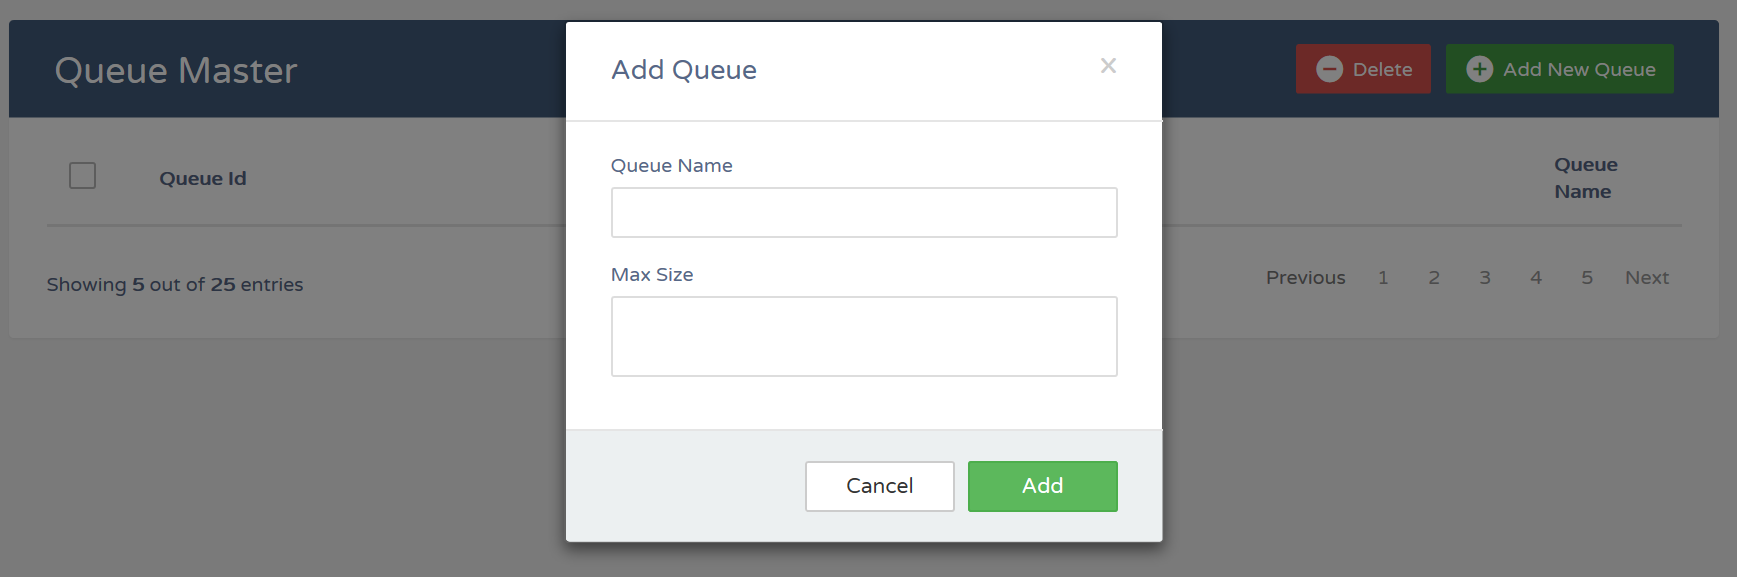 Queue Master
Delete
Add New Queue
Add Queue
×
Queue Name
Max Size
Cancel
Add
Queue Id
Queue
Name
Showing 5 out of 25 entries
Previous 1 2 3 4 5 Next